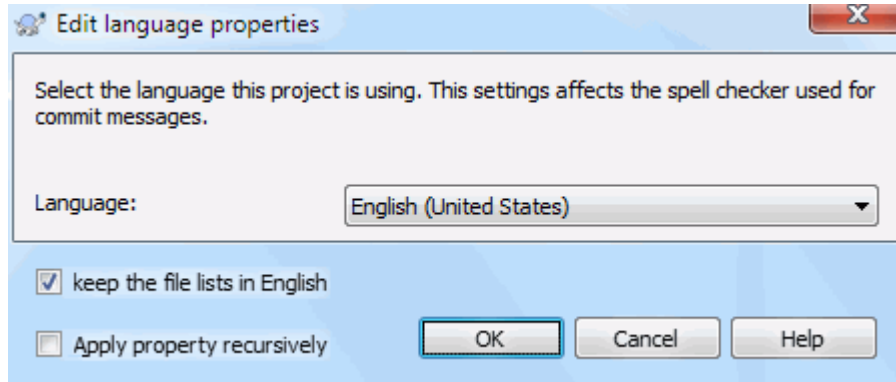 Edit language properties
Select the language this project is using. This settings affects the spell checker used for
commit messages.
Language: English (United States)
keep the file lists in English
Apply property recursively OK Cancel Help